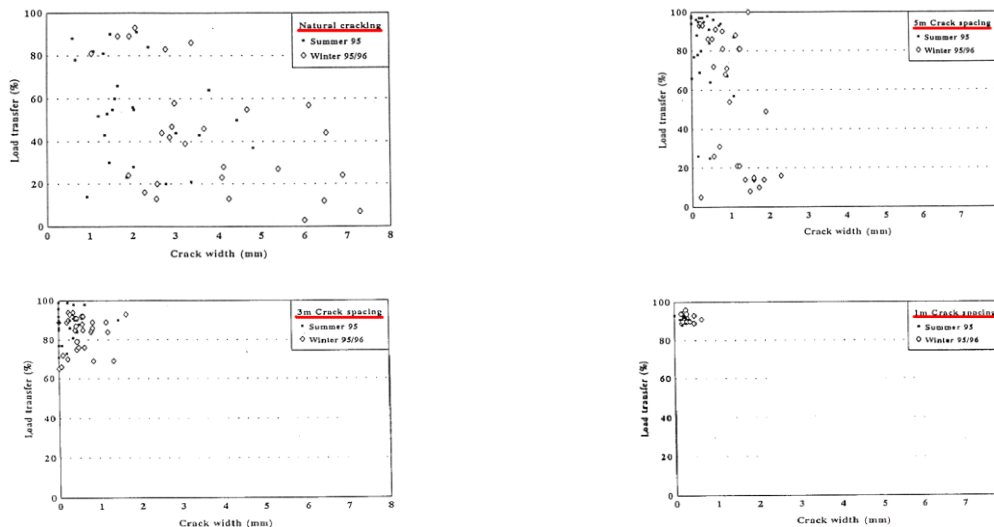 Natural cracking
Summer 95
Winter 95/96
100
80
60
40
20
0
Load transfer (%)
0 1 2 3 4 5 6 7 8
Crack width (mm)
5m Crack spacing
Summer 95
Winter 95/96
100
80
60
40
20
0
Load transfer (%)
0 1 2 3 4 5 6 7
Crack width (mm)
3m Crack spacing
Summer 95
Winter 95/96
100
80
60
40
20
0
Load transfer (%)
0 1 2 3 4 5 6 7 8
Crack width (mm)
1m Crack spacing
Summer 95
Winter 95/96
100
80
60
40
20
0
Load transfer (%)
0 1 2 3 4 5 6 7
Crack width (mm)